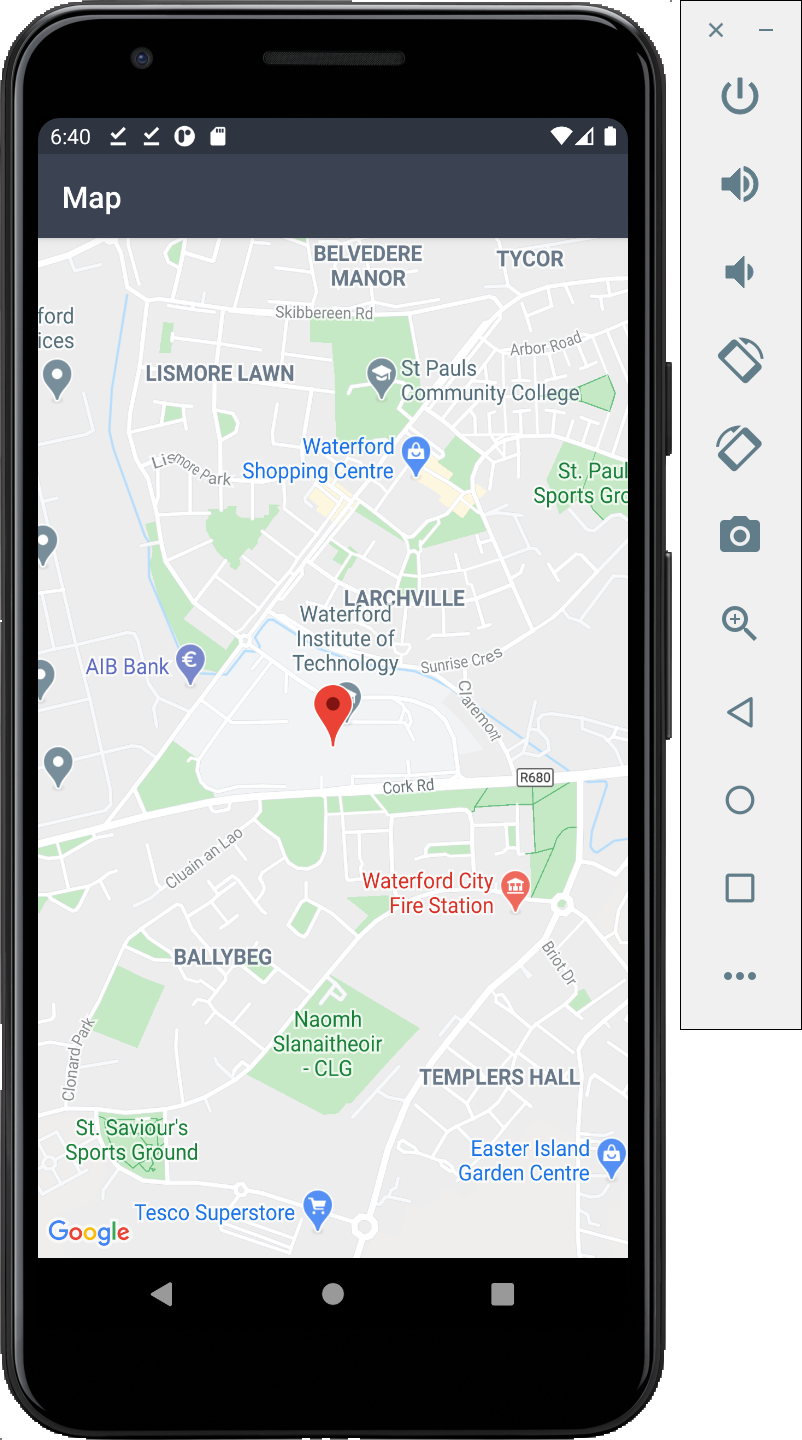 6:40
Map
BELVEDERE
MANOR
TYCOR
ford
ices
Skibbereen Rd
Arbor Road
LISMORE LAWN
St Pauls
Community College
Waterford
Shopping Centre
Lismore Park
St. Paul
Sports Gro
LARCHVILLE
Waterford
Institute of
Technology
AIB Bank
€
Sunrise Cres
Claremont
R680
Cork Rd
Cluain an Lao
Waterford City
Fire Station
BALLYBEG
Briot Dr
Naomh
Slanaitheoir
- CLG
Clonard Park
TEMPLERS HALL
St. Saviour's
Sports Ground
Easter Island
Garden Centre
Tesco Superstore
Google